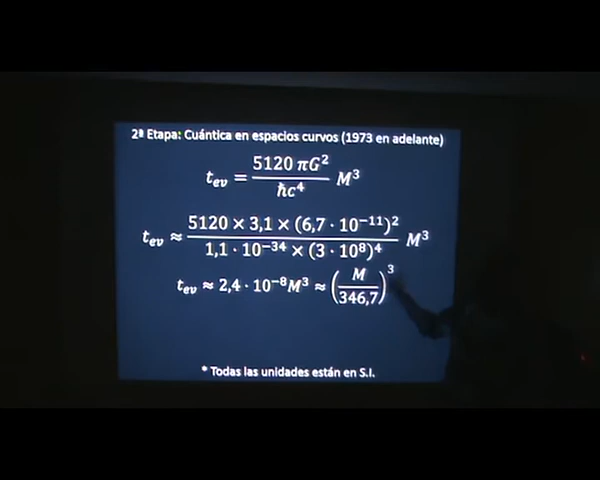 2ª Etapa: Cuántica en espacios curvos (1973 en adelante)
t_ev = (5120 πG²)/(ħc⁴) M³
t_ev ≈ (5120 × 3,1 × (6,7 · 10⁻¹¹)²)/(1,1 · 10⁻³⁴ × (3 · 10⁸)⁴) M³
t_ev ≈ 2,4 · 10⁻⁸M³ ≈ (M/346,7)³
* Todas las unidades están en S.I.